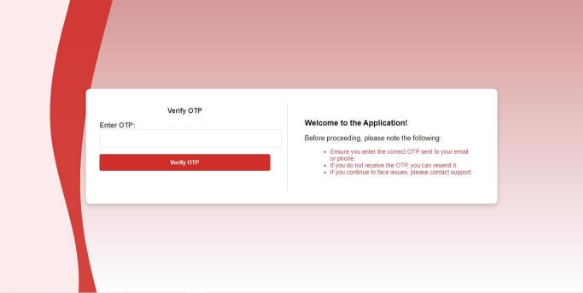 Verify OTP
Enter OTP:
Verify OTP
Welcome to the Application!
Before proceeding, please note the following:
• Ensure you enter the correct OTP sent to your email
or phone.
• If you do not receive the OTP, you can resend it.
• If you continue to face issues, please contact support.